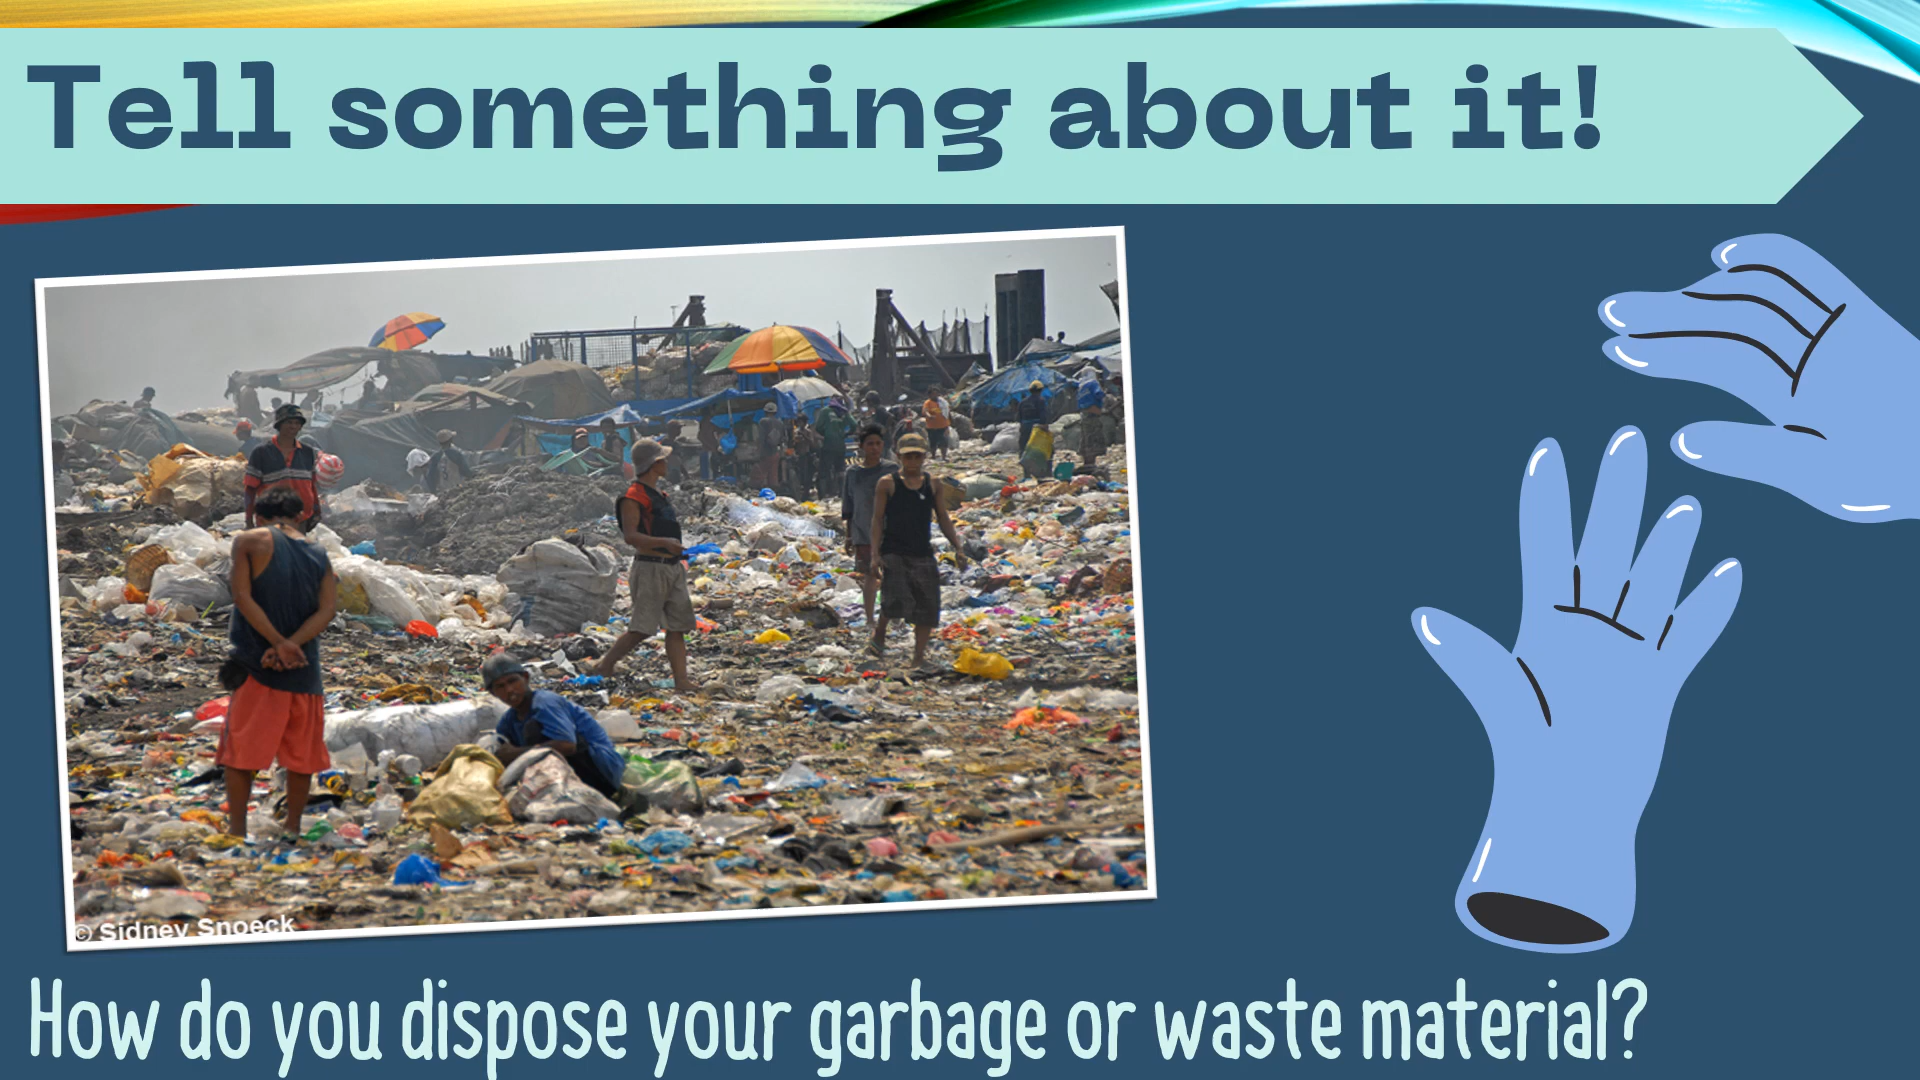 Tell something about it!
© Sidney Snoeck
How do you dispose your garbage or waste material?